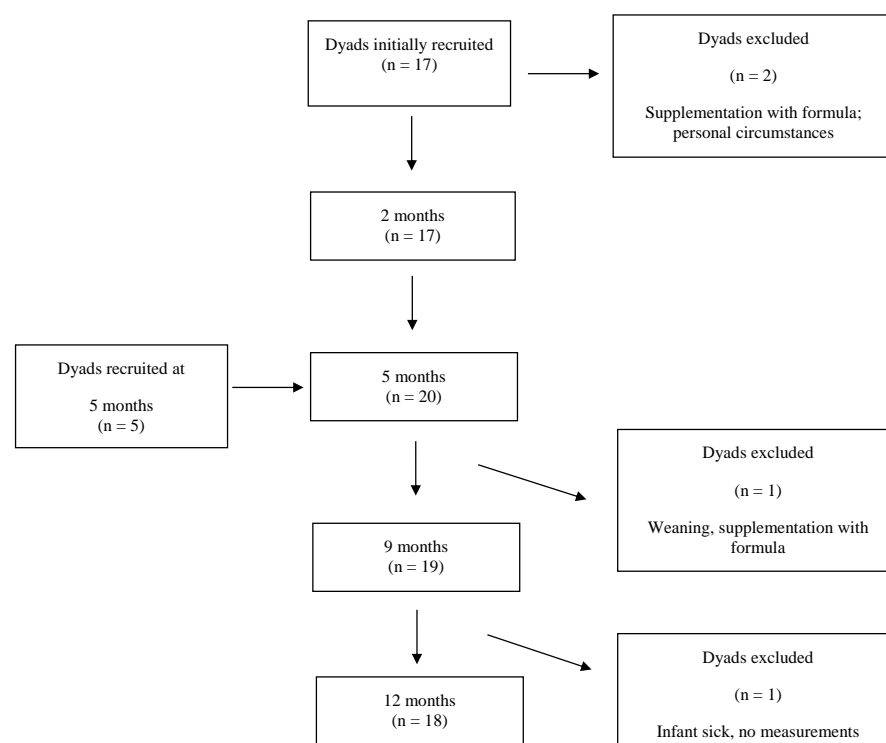 Dyads initially recruited
(n = 17)
Dyads excluded
(n = 2)
Supplementation with formula;
personal circumstances
2 months
(n = 17)
Dyads recruited at
5 months
(n = 5)
5 months
(n = 20)
Dyads excluded
(n = 1)
Weaning, supplementation with
formula
9 months
(n = 19)
Dyads excluded
(n = 1)
Infant sick, no measurements
12 months
(n = 18)